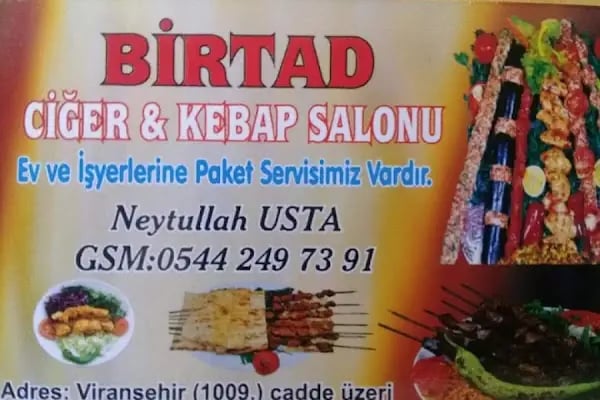 BİRTAD
CİĞER & KEBAP SALONU
Ev ve İşyerlerine Paket Servisimiz Vardır.
Neytullah USTA
GSM:0544 249 73 91
Adres: Viranşehir (1009.) cadde üzeri